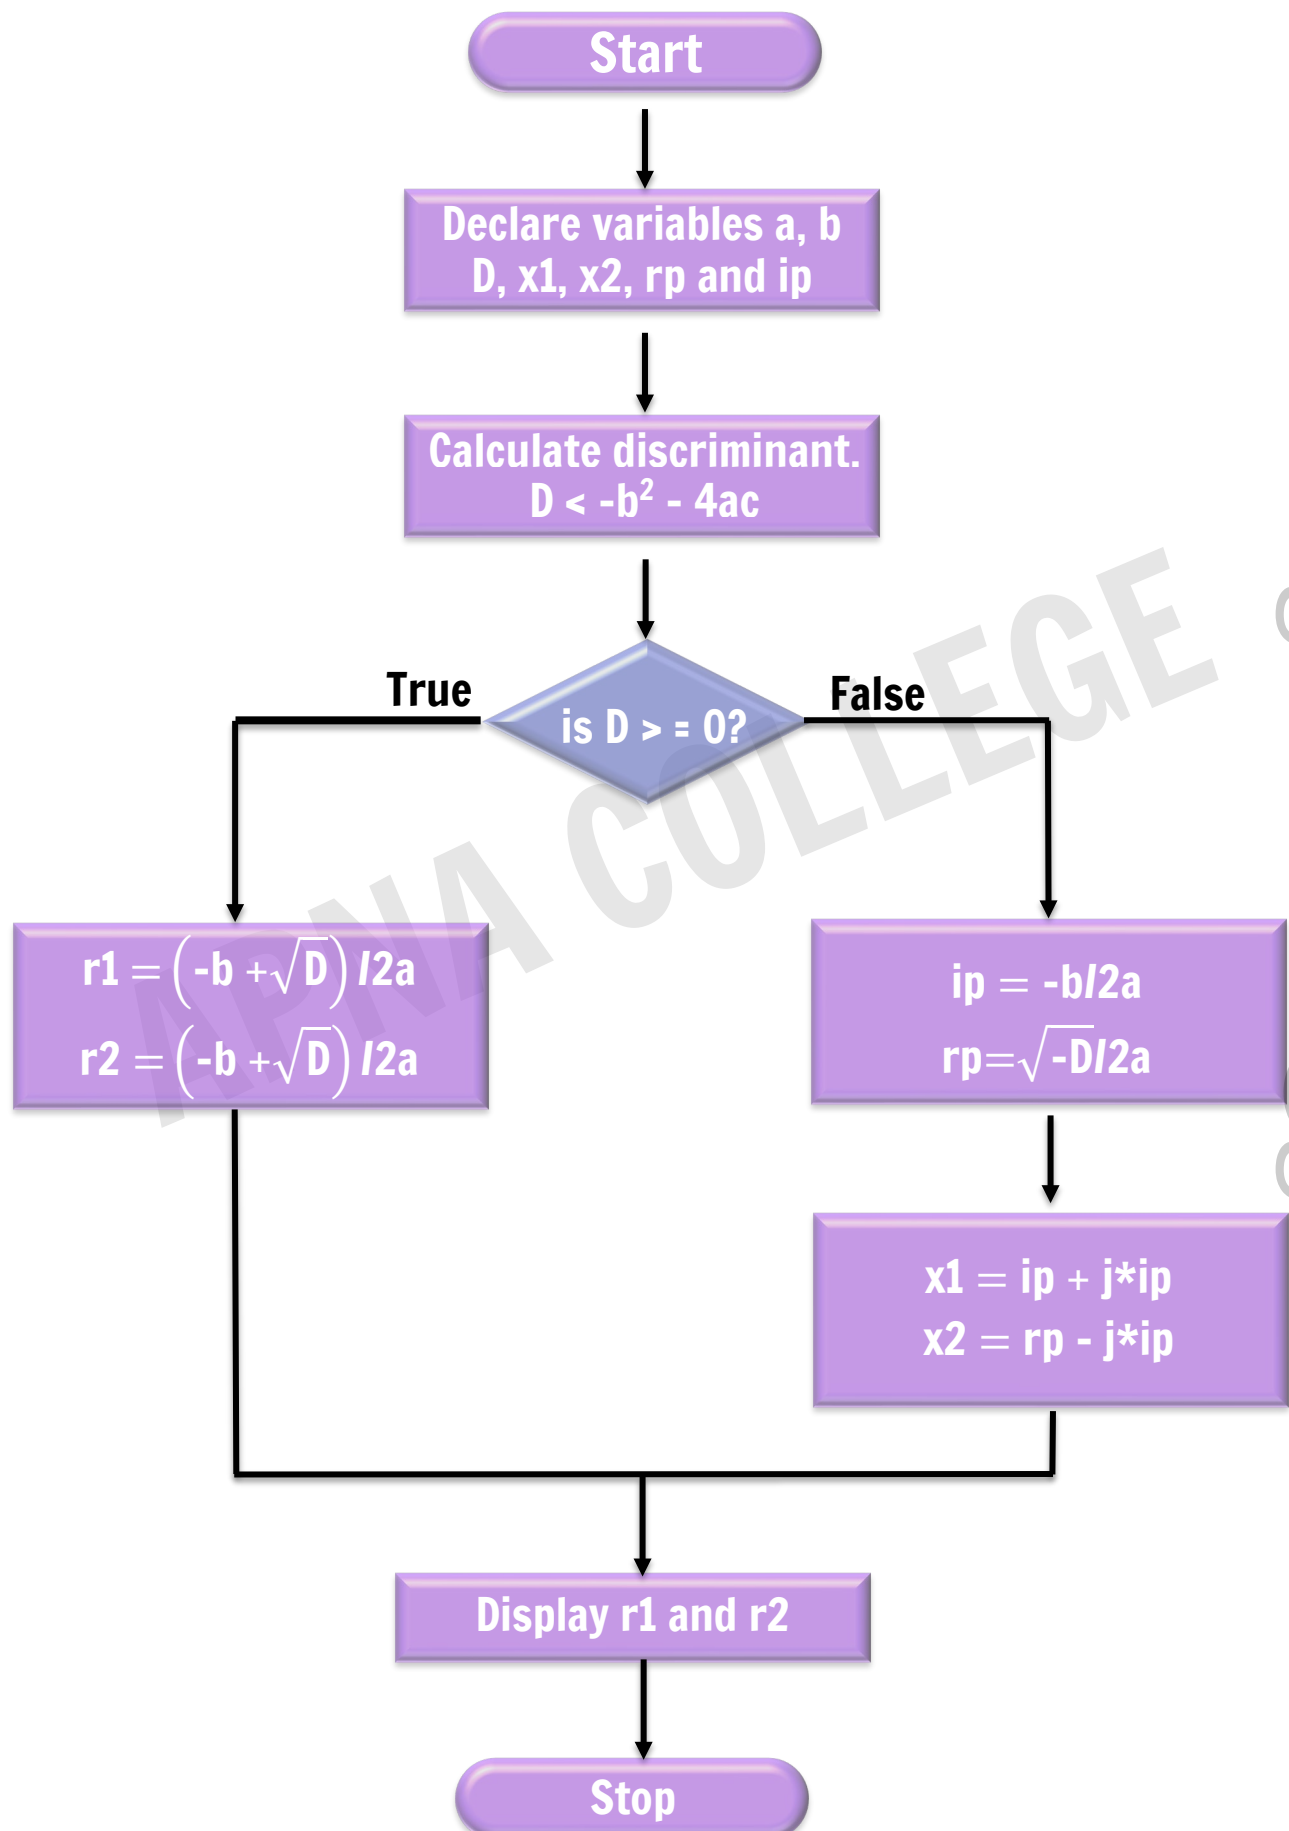 Start
Declare variables a, b
D, x1, x2, rp and ip
Calculate discriminant.
D < -b² - 4ac
is D > = 0?
True
False
r1 = (-b +√D) /2a
r2 = (-b +√D) /2a
ip = -b/2a
rp=√-D/2a
x1 = ip + j*ip
x2 = rp - j*ip
Display r1 and r2
Stop
APNA COLLEGE